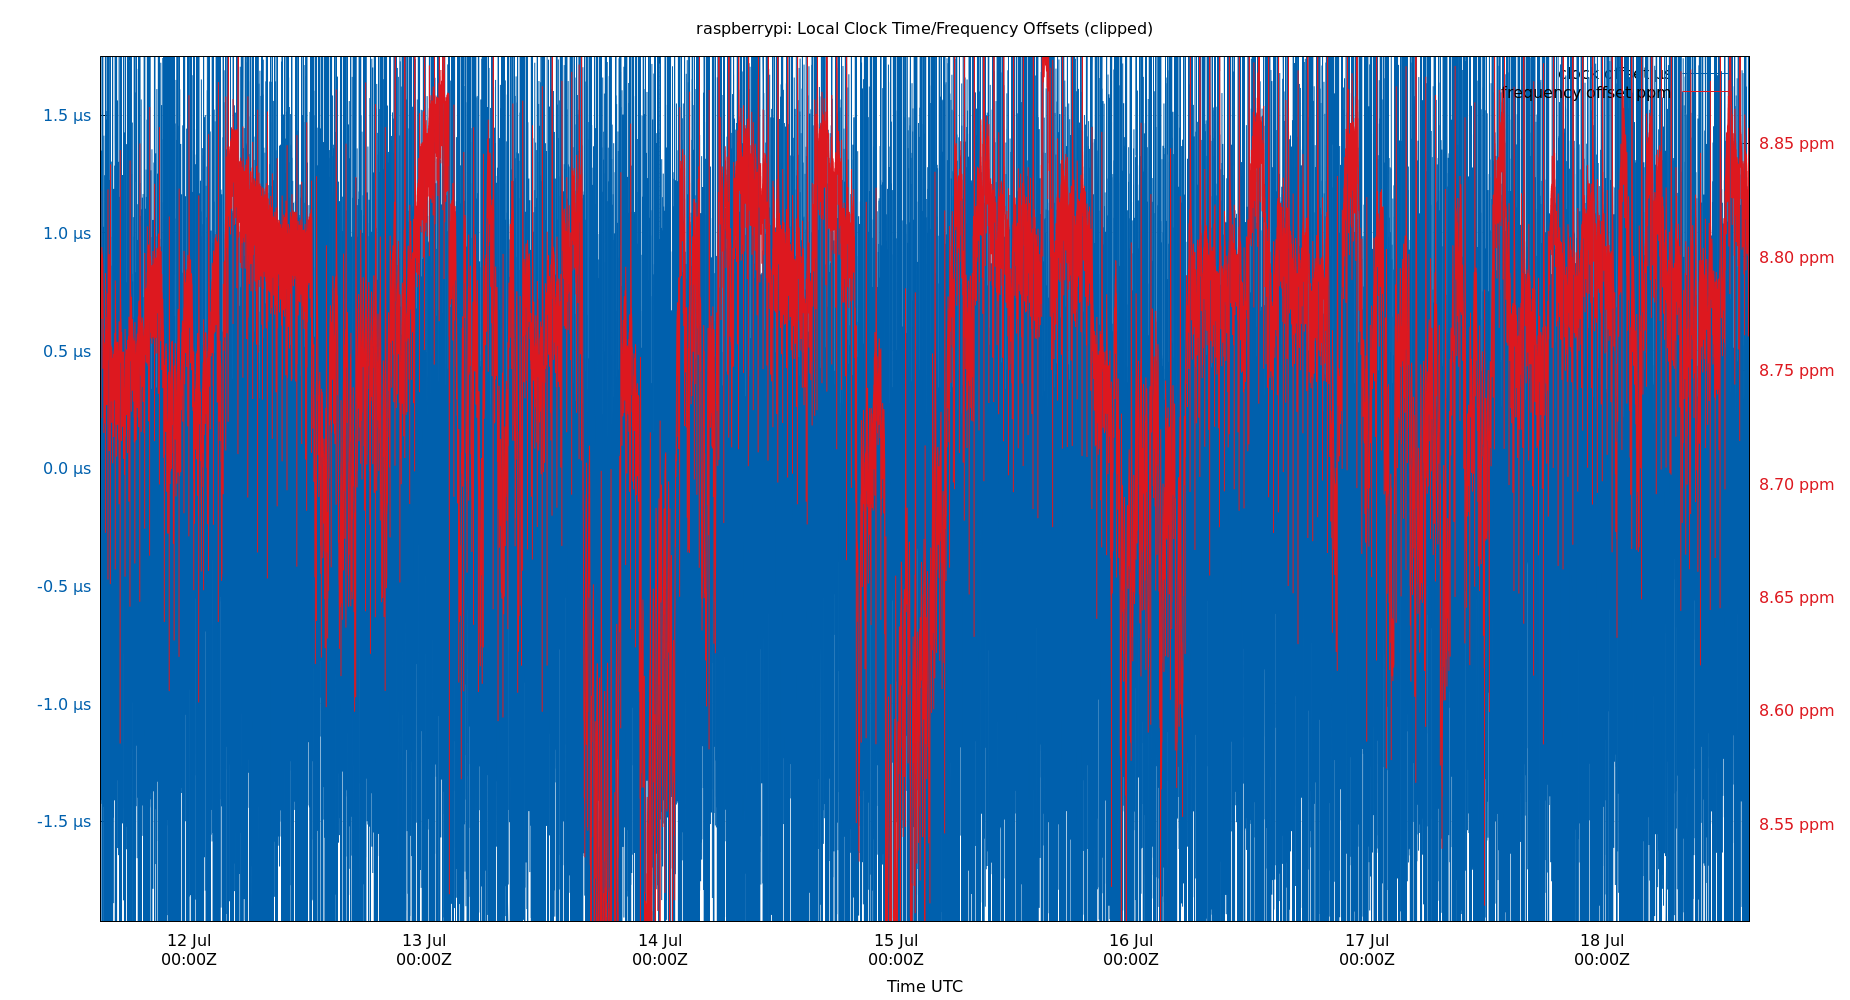 raspberrypi: Local Clock Time/Frequency Offsets (clipped)
clock offset µs
frequency offset ppm
1.5 µs
1.0 µs
0.5 µs
0.0 µs
-0.5 µs
-1.0 µs
-1.5 µs
8.85 ppm
8.80 ppm
8.75 ppm
8.70 ppm
8.65 ppm
8.60 ppm
8.55 ppm
12 Jul 13 Jul 14 Jul 15 Jul 16 Jul 17 Jul 18 Jul
00:00Z 00:00Z 00:00Z 00:00Z 00:00Z 00:00Z 00:00Z
Time UTC